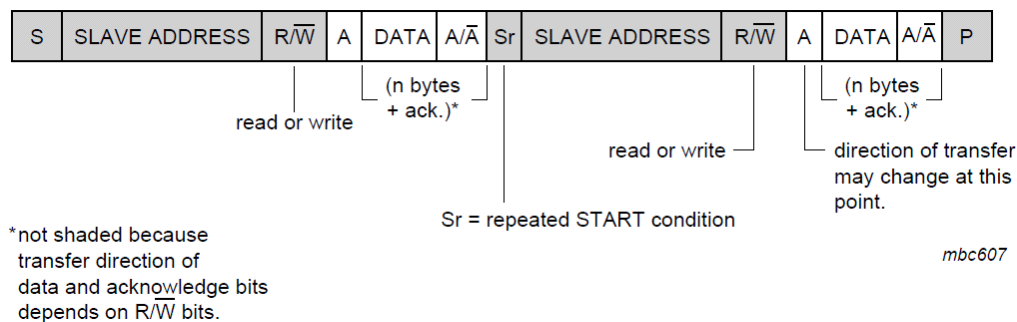 S SLAVE ADDRESS R/W̅ A DATA A/A̅ Sr SLAVE ADDRESS R/W̅ A DATA A/A̅ P
(n bytes
+ ack.)*
read or write
(n bytes
+ ack.)*
read or write
direction of transfer
may change at this
point.
Sr = repeated START condition
*not shaded because
transfer direction of
data and acknowledge bits
depends on R/W̅ bits.
mbc607